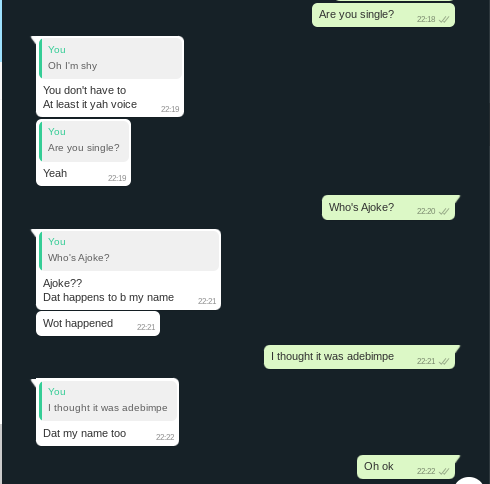 Are you single?
22:18
You
Oh I'm shy
You don't have to
At least it yah voice
22:19
You
Are you single?
Yeah
22:19
Who's Ajoke?
22:20
You
Who's Ajoke?
Ajoke??
Dat happens to b my name
22:21
Wot happened
22:21
I thought it was adebimpe
22:21
You
I thought it was adebimpe
Dat my name too
22:22
Oh ok
22:22